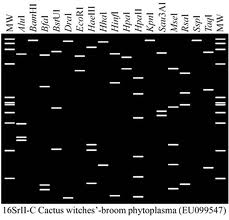 MW AluI BamHI BfaI BstUI DraI EcoRI HaeIII HhaI HinfI HpaI HpaII KpnI Sau3AI MseI RsaI SspI TaqI MW
16SrII-C Cactus witches'-broom phytoplasma (EU099547)